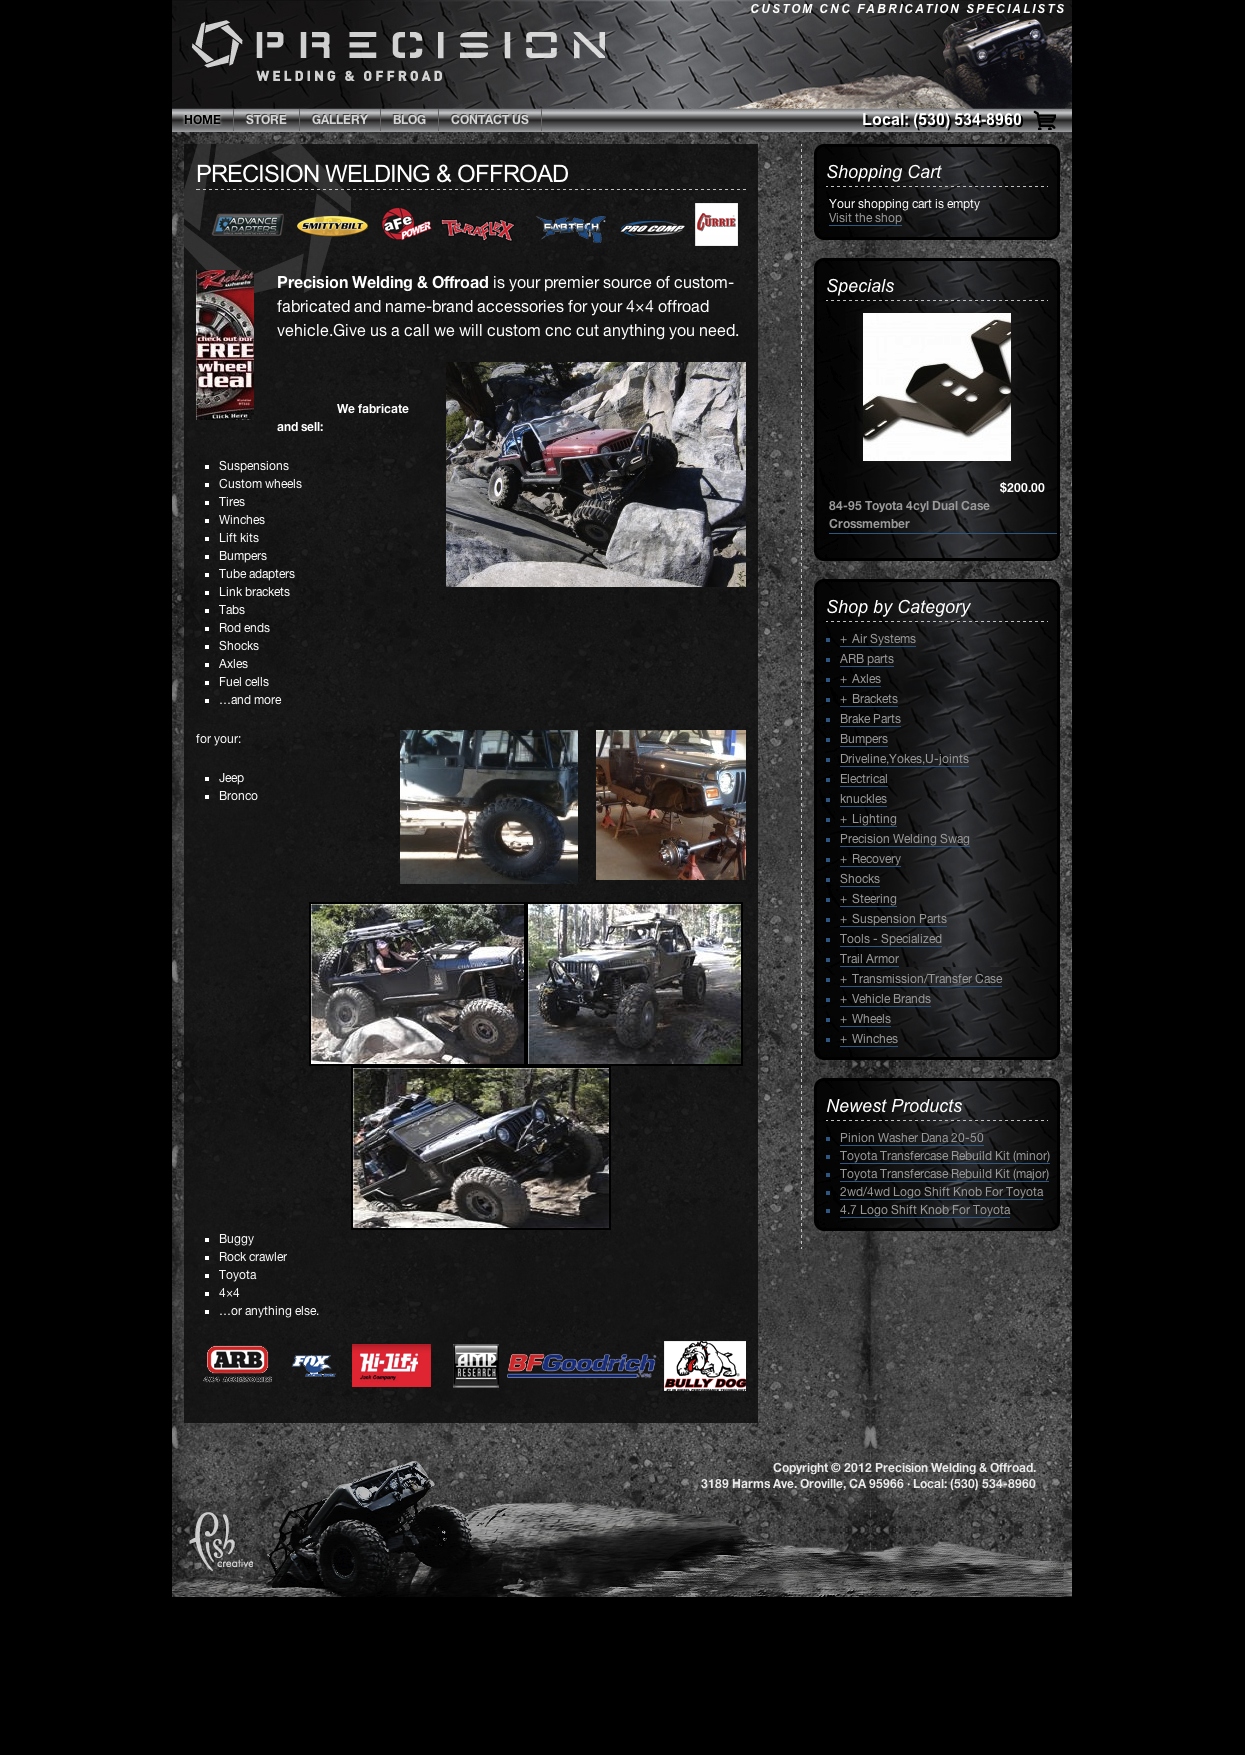 CUSTOM CNC FABRICATION SPECIALISTS
PRECISION
WELDING & OFFROAD
HOME STORE GALLERY BLOG CONTACT US
Local: (530) 534-8960
PRECISION WELDING & OFFROAD
ADVANCE ADAPTERS
SMITTYBILT
aFe POWER
TERAFLEX
FABTECH
PRO COMP
CURRIE
check out our
FREE
wheel
deal
Click Here
Precision Welding & Offroad is your premier source of custom-
fabricated and name-brand accessories for your 4×4 offroad
vehicle.Give us a call we will custom cnc cut anything you need.
We fabricate
and sell:
Suspensions
Custom wheels
Tires
Winches
Lift kits
Bumpers
Tube adapters
Link brackets
Tabs
Rod ends
Shocks
Axles
Fuel cells
…and more
for your:
Jeep
Bronco
Buggy
Rock crawler
Toyota
4×4
…or anything else.
ARB
4X4 ACCESSORIES
FOX
Hi-Lift
Jack Company
AMP
RESEARCH
BFGoodrich
BULLY DOG
Shopping Cart
Your shopping cart is empty
Visit the shop
Specials
$200.00
84-95 Toyota 4cyl Dual Case
Crossmember
Shop by Category
+ Air Systems
ARB parts
+ Axles
+ Brackets
Brake Parts
Bumpers
Driveline,Yokes,U-joints
Electrical
knuckles
+ Lighting
Precision Welding Swag
+ Recovery
Shocks
+ Steering
+ Suspension Parts
Tools - Specialized
Trail Armor
+ Transmission/Transfer Case
+ Vehicle Brands
+ Wheels
+ Winches
Newest Products
Pinion Washer Dana 20-50
Toyota Transfercase Rebuild Kit (minor)
Toyota Transfercase Rebuild Kit (major)
2wd/4wd Logo Shift Knob For Toyota
4.7 Logo Shift Knob For Toyota
Copyright © 2012 Precision Welding & Offroad.
3189 Harms Ave. Oroville, CA 95966 · Local: (530) 534-8960
Pish
creative